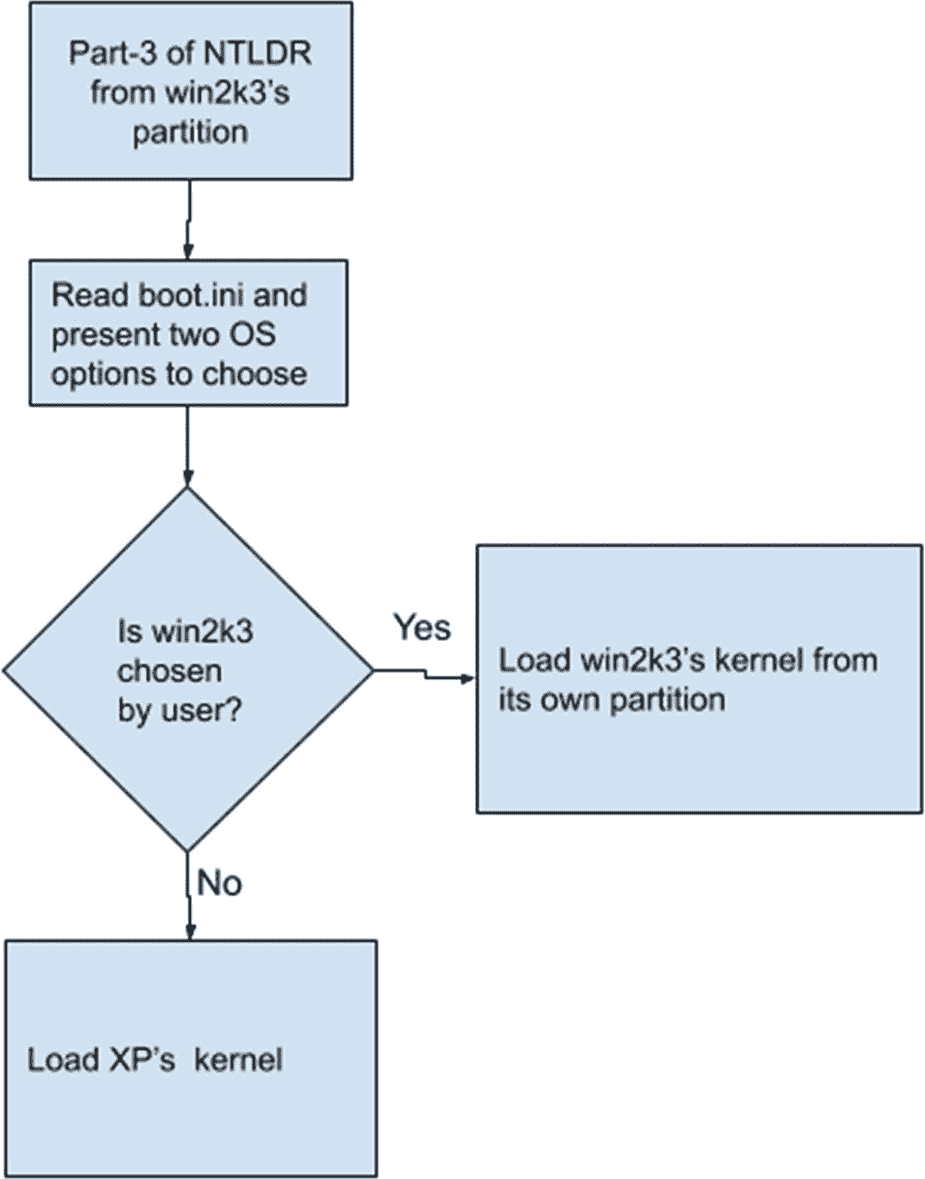 Part-3 of NTLDR
from win2k3's
partition
Read boot.ini and
present two OS
options to choose
Is win2k3
chosen
by user?
Yes
Load win2k3's kernel from
its own partition
No
Load XP's kernel